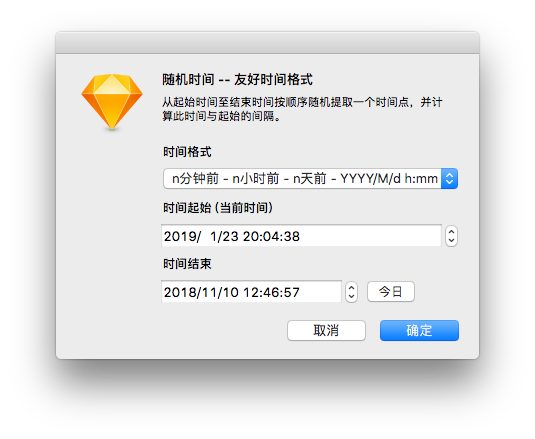 随机时间 -- 友好时间格式
从起始时间至结束时间按顺序随机提取一个时间点，并计
算此时间与起始的间隔。
时间格式
n分钟前 - n小时前 - n天前 - YYYY/M/d h:mm
时间起始 (当前时间)
2019/ 1/23 20:04:38
时间结束
2018/11/10 12:46:57
今日
取消
确定